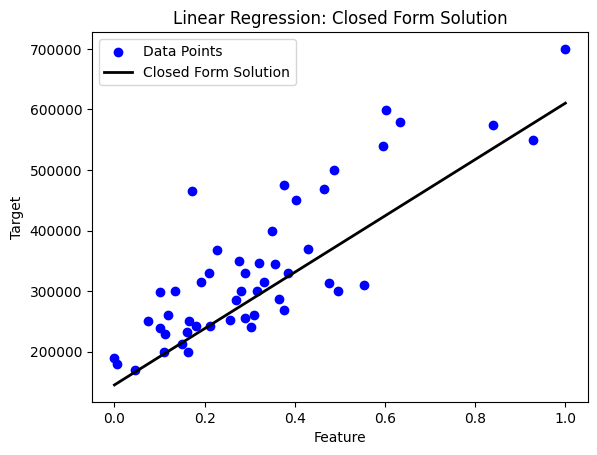 Linear Regression: Closed Form Solution
Data Points
Closed Form Solution
700000
600000
500000
400000
300000
200000
Target
0.0 0.2 0.4 0.6 0.8 1.0
Feature